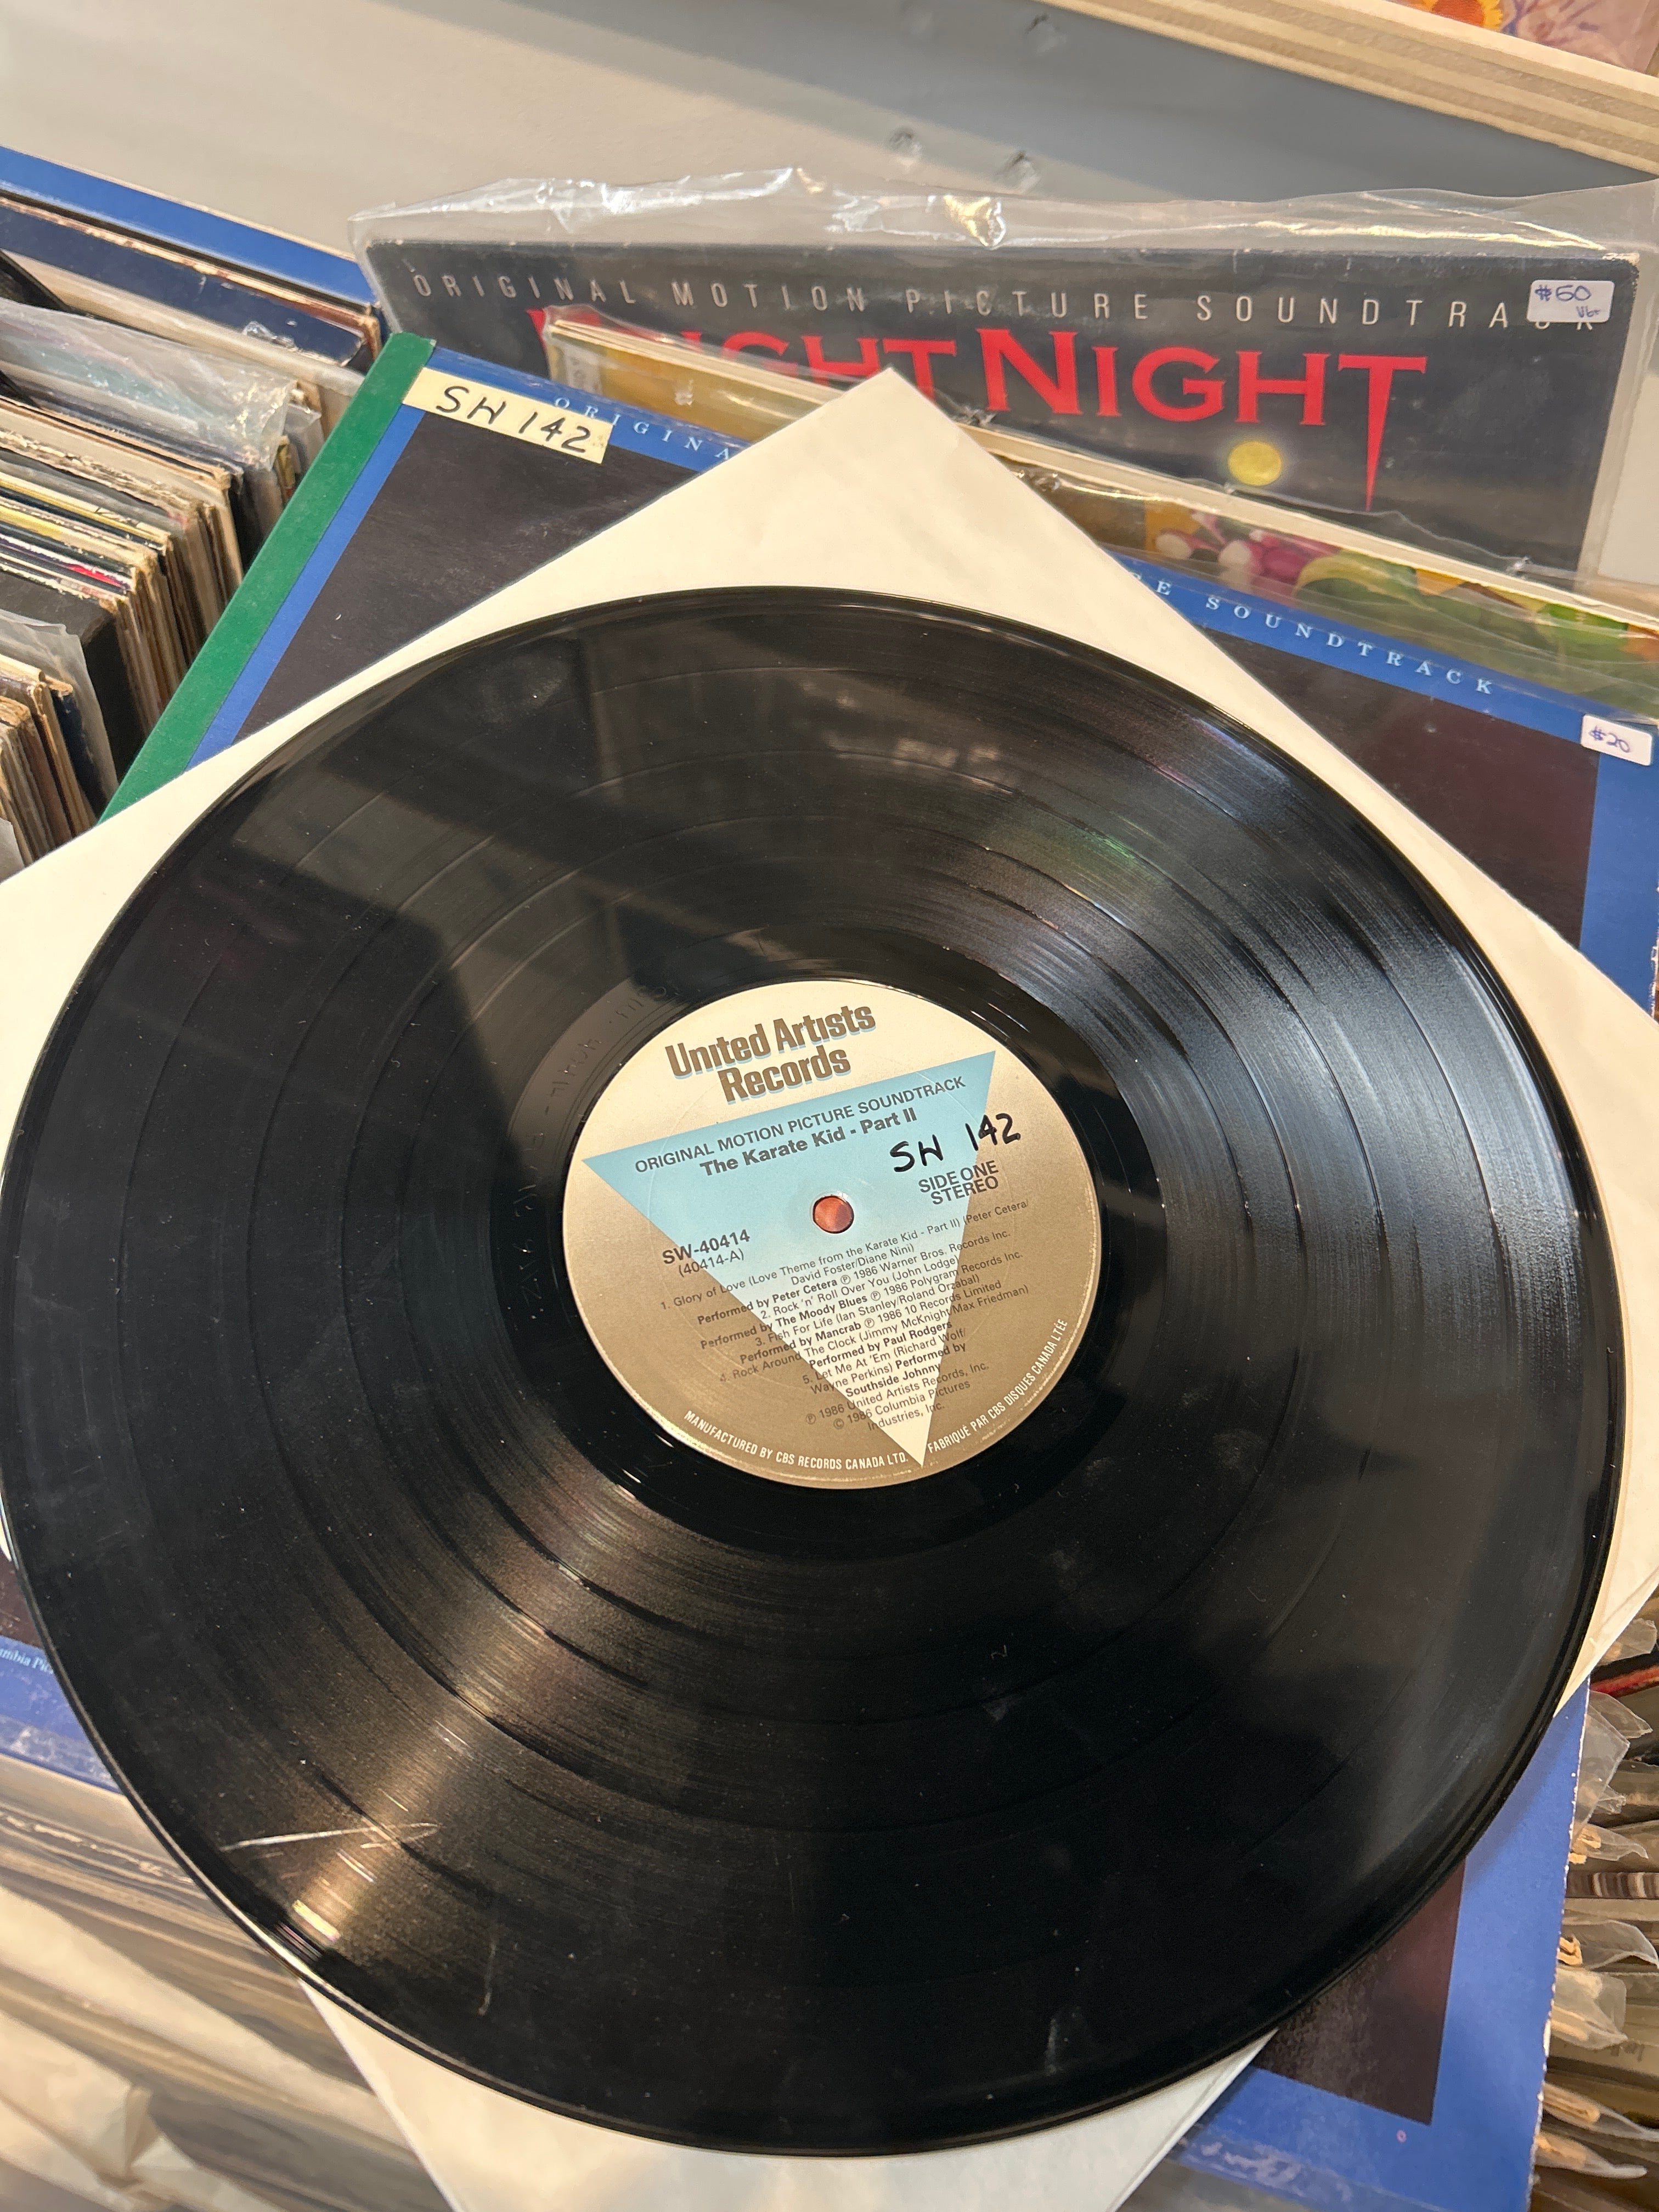 ORIGINAL MOTION PICTURE SOUNDTRACK
$60
NIGHT
SW 142
ORIGINA
E SOUNDTRACK
$20
United Artists
Records
ORIGINAL MOTION PICTURE SOUNDTRACK
The Karate Kid - Part II
SW 142
SIDE ONE
STEREO
SW-40414
(40414-A)
1. Glory of Love (Love Theme from the Karate Kid - Part II) (Peter Cetera/
David Foster/Diane Nini)
Performed by Peter Cetera ℗ 1986 Warner Bros. Records Inc.
2. Rock 'n' Roll Over You (John Lodge)
Performed by The Moody Blues ℗ 1986 Polygram Records Inc.
3. Fish For Life (Ian Stanley/Roland Orzabal)
Performed by Mancrab ℗ 1986 10 Records Limited
4. Rock Around The Clock (Jimmy McKnight/Max Friedman)
Performed by Paul Rodgers
5. Let Me At 'Em (Richard Wolf/
Wayne Perkins) Performed by
Southside Johnny
℗ 1986 United Artists Records, Inc.
© 1986 Columbia Pictures
Industries, Inc.
MANUFACTURED BY CBS RECORDS CANADA LTD.
FABRIQUÉ PAR CBS DISQUES CANADA LTÉE